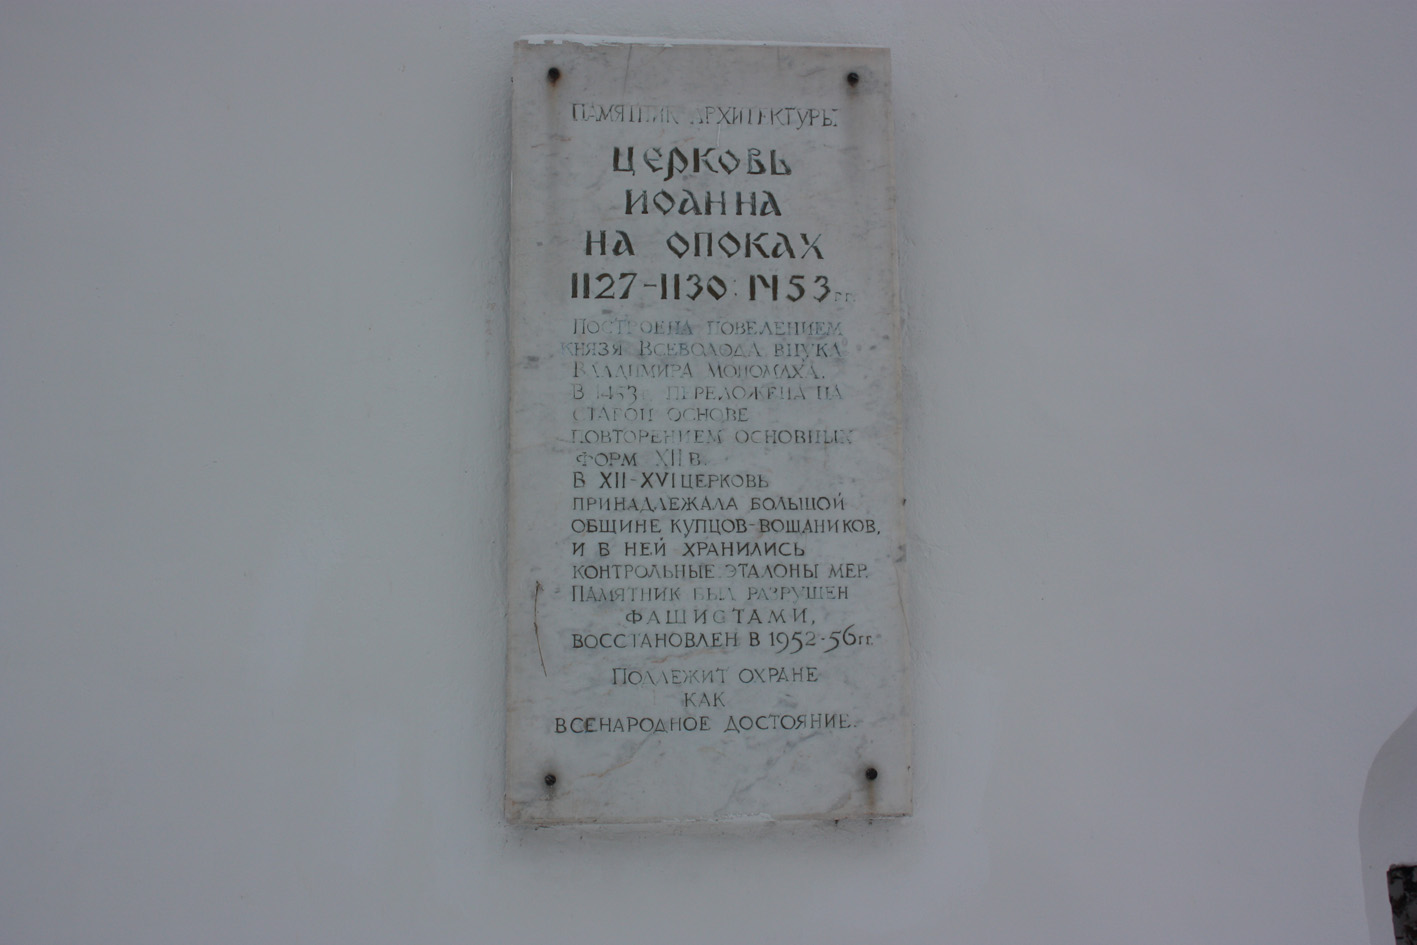 ПАМЯТНИК АРХИТЕКТУРЫ
ЦЕРКОВЬ
ИОАННА
НА ОПОКАХ
1127-1130: 1453 гг.
ПОСТРОЕНА ПОВЕЛЕНИЕМ
КНЯЗЯ ВСЕВОЛОДА ВНУКА
ВЛАДИМИРА МОНОМАХА.
В 1453 г. ПЕРЕЛОЖЕНА НА
СТАРОЙ ОСНОВЕ
ПОВТОРЕНИЕМ ОСНОВНЫХ
ФОРМ XII В.
В XII-XVI ЦЕРКОВЬ
ПРИНАДЛЕЖАЛА БОЛЬШОЙ
ОБЩИНЕ КУПЦОВ-ВОЩАНИКОВ,
И В НЕЙ ХРАНИЛИСЬ
КОНТРОЛЬНЫЕ ЭТАЛОНЫ МЕР.
ПАМЯТНИК БЫЛ РАЗРУШЕН
ФАШИСТАМИ,
ВОССТАНОВЛЕН В 1952-56 гг.
ПОДЛЕЖИТ ОХРАНЕ
КАК
ВСЕНАРОДНОЕ ДОСТОЯНИЕ.